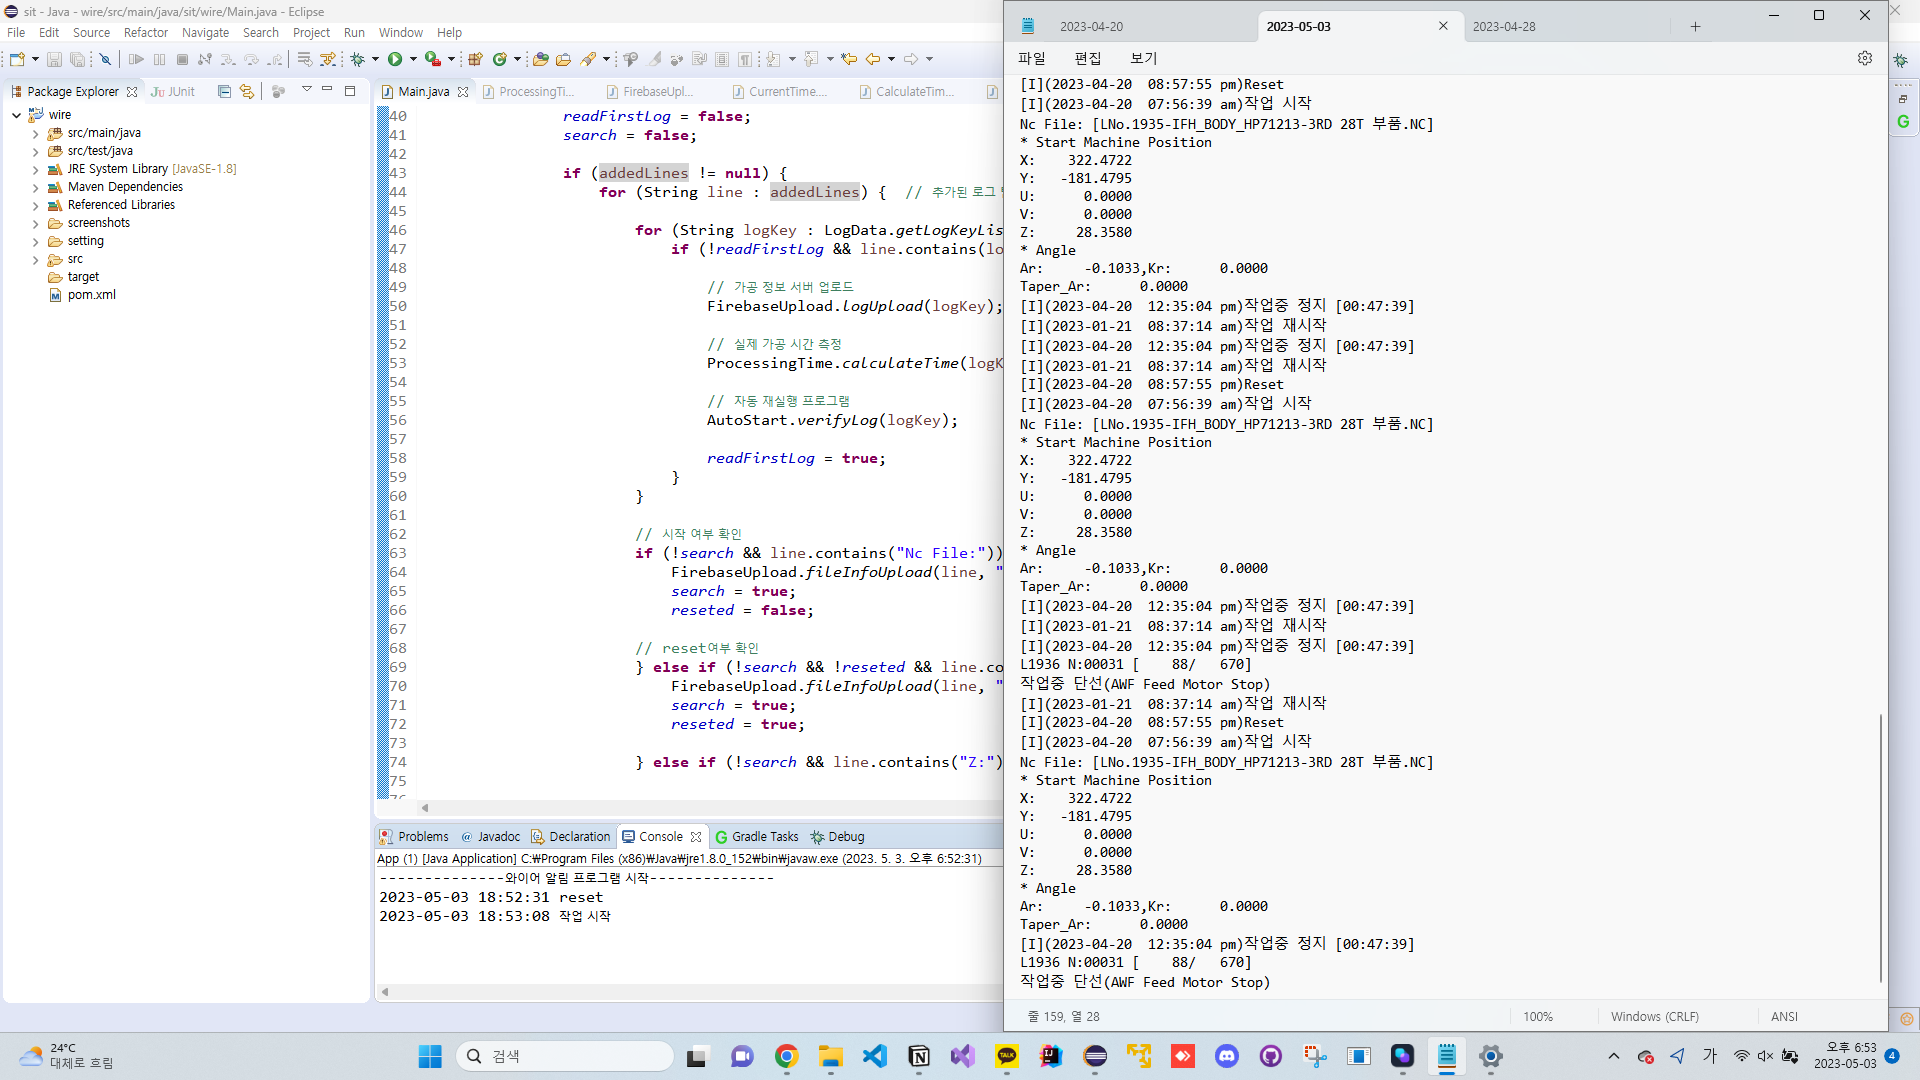 sit - Java - wire/src/main/java/sit/wire/Main.java - Eclipse
File Edit Source Refactor Navigate Search Project Run Window Help
Package Explorer
JUnit
wire
src/main/java
src/test/java
JRE System Library [JavaSE-1.8]
Maven Dependencies
Referenced Libraries
screenshots
setting
src
target
pom.xml
Main.java ProcessingTi... FirebaseUpl... CurrentTime.... CalculateTim...
40 readFirstLog = false;
41 search = false;
42
43 if (addedLines != null) {
44 for (String line : addedLines) { // 추가된 로그
45
46 for (String logKey : LogData.getLogKeyLis
47 if (!readFirstLog && line.contains(lo
48
49 // 가공 정보 서버 업로드
50 FirebaseUpload.logUpload(logKey);
51
52 // 실제 가공 시간 측정
53 ProcessingTime.calculateTime(logK
54
55 // 자동 재실행 프로그램
56 AutoStart.verifyLog(logKey);
57
58 readFirstLog = true;
59 }
60 }
61
62 // 시작 여부 확인
63 if (!search && line.contains("Nc File:"))
64 FirebaseUpload.fileInfoUpload(line, "
65 search = true;
66 reseted = false;
67
68 // reset여부 확인
69 } else if (!search && !reseted && line.co
70 FirebaseUpload.fileInfoUpload(line, "
71 search = true;
72 reseted = true;
73
74 } else if (!search && line.contains("Z:")
75
Problems @ Javadoc Declaration Console Gradle Tasks Debug
App (1) [Java Application] C:₩Program Files (x86)₩Java₩jre1.8.0_152₩bin₩javaw.exe (2023. 5. 3. 오후 6:52:31)
--------------와이어 알림 프로그램 시작--------------
2023-05-03 18:52:31 reset
2023-05-03 18:53:08 작업 시작
2023-04-20 2023-05-03 2023-04-28
파일 편집 보기
[I](2023-04-20 08:57:55 pm)Reset
[I](2023-04-20 07:56:39 am)작업 시작
Nc File: [LNo.1935-IFH_BODY_HP71213-3RD 28T 부품.NC]
* Start Machine Position
X: 322.4722
Y: -181.4795
U: 0.0000
V: 0.0000
Z: 28.3580
* Angle
Ar: -0.1033,Kr: 0.0000
Taper_Ar: 0.0000
[I](2023-04-20 12:35:04 pm)작업중 정지 [00:47:39]
[I](2023-01-21 08:37:14 am)작업 재시작
[I](2023-04-20 12:35:04 pm)작업중 정지 [00:47:39]
[I](2023-01-21 08:37:14 am)작업 재시작
[I](2023-04-20 08:57:55 pm)Reset
[I](2023-04-20 07:56:39 am)작업 시작
Nc File: [LNo.1935-IFH_BODY_HP71213-3RD 28T 부품.NC]
* Start Machine Position
X: 322.4722
Y: -181.4795
U: 0.0000
V: 0.0000
Z: 28.3580
* Angle
Ar: -0.1033,Kr: 0.0000
Taper_Ar: 0.0000
[I](2023-04-20 12:35:04 pm)작업중 정지 [00:47:39]
[I](2023-01-21 08:37:14 am)작업 재시작
[I](2023-04-20 12:35:04 pm)작업중 정지 [00:47:39]
L1936 N:00031 [ 88/ 670]
작업중 단선(AWF Feed Motor Stop)
[I](2023-01-21 08:37:14 am)작업 재시작
[I](2023-04-20 08:57:55 pm)Reset
[I](2023-04-20 07:56:39 am)작업 시작
Nc File: [LNo.1935-IFH_BODY_HP71213-3RD 28T 부품.NC]
* Start Machine Position
X: 322.4722
Y: -181.4795
U: 0.0000
V: 0.0000
Z: 28.3580
* Angle
Ar: -0.1033,Kr: 0.0000
Taper_Ar: 0.0000
[I](2023-04-20 12:35:04 pm)작업중 정지 [00:47:39]
L1936 N:00031 [ 88/ 670]
작업중 단선(AWF Feed Motor Stop)
줄 159, 열 28 100% Windows (CRLF) ANSI
24°C
대체로 흐림
검색
TALK
가
오후 6:53
2023-05-03
4